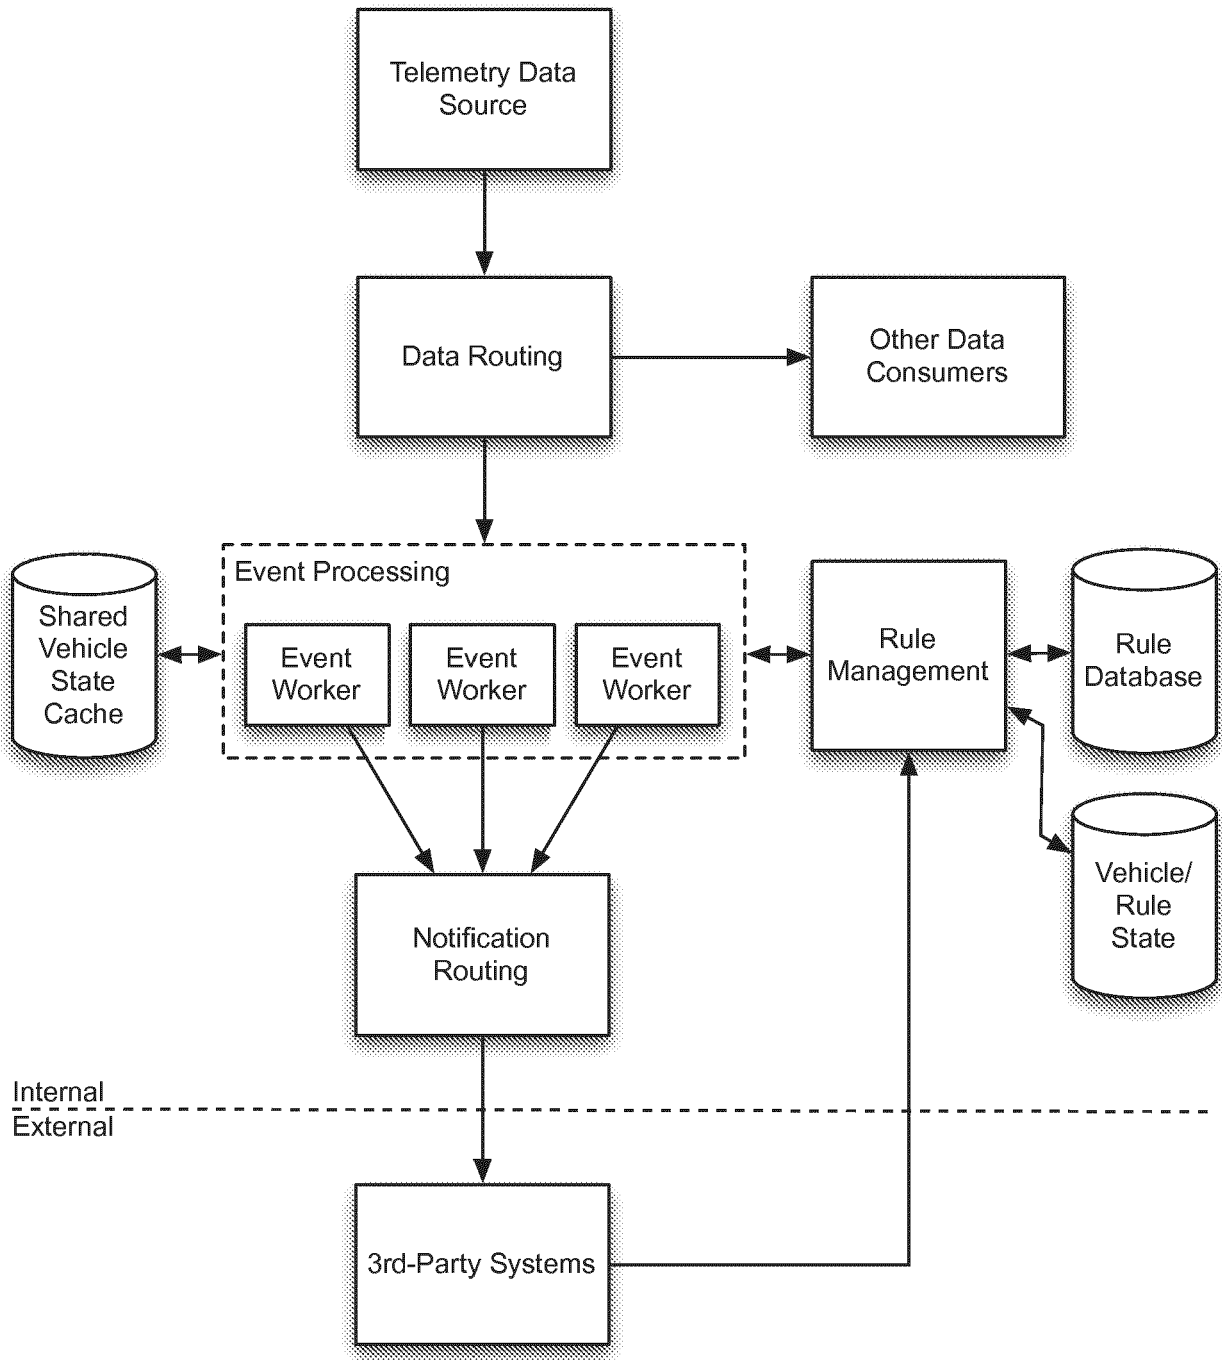 Telemetry Data
Source
Data Routing
Other Data
Consumers
Event Processing
Shared
Vehicle
State
Cache
Event
Worker
Event
Worker
Event
Worker
Rule
Management
Rule
Database
Vehicle/
Rule
State
Notification
Routing
Internal
External
3rd-Party Systems